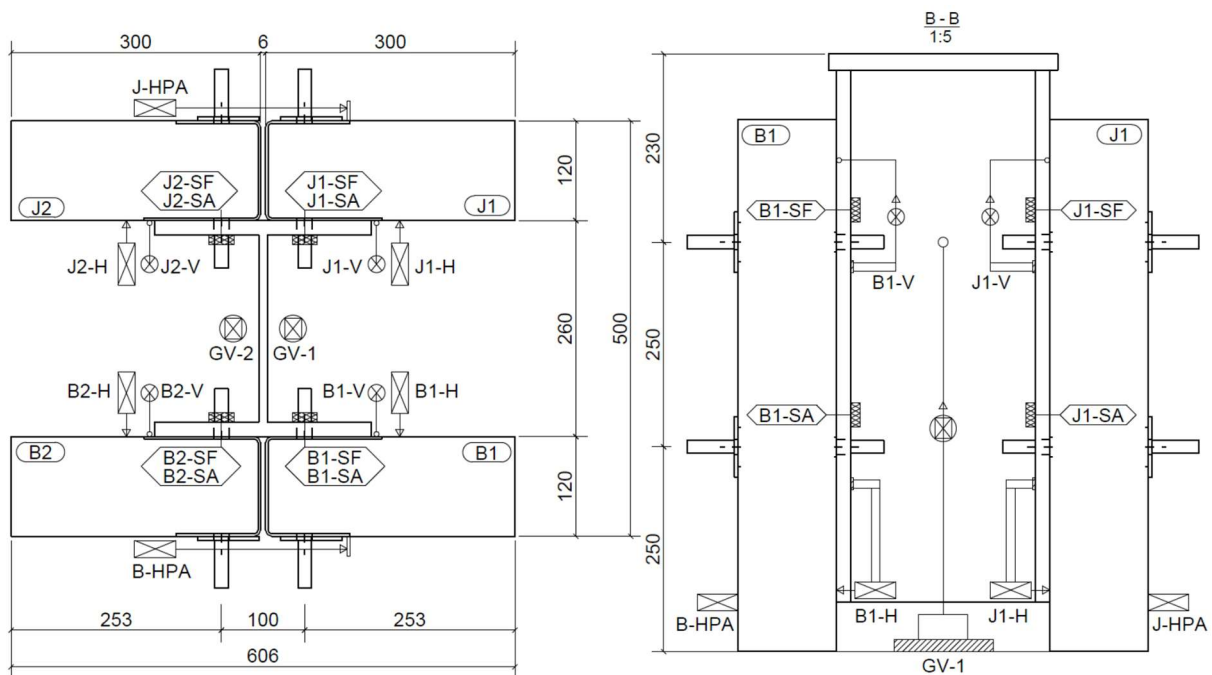 300 6 300
J-HPA
J2-SF J1-SF
J2-SA J1-SA
J2 J1
J2-H J2-V J1-V J1-H
GV-2 GV-1
B2-H B2-V B1-V B1-H
B2 B1
B2-SF B1-SF
B2-SA B1-SA
B-HPA
120
260
500
120
253 100 253
606
B - B
1:5
B1 J1
230
B1-SF J1-SF
B1-V J1-V
250
B1-SA J1-SA
250
B1-H J1-H
B-HPA J-HPA
GV-1